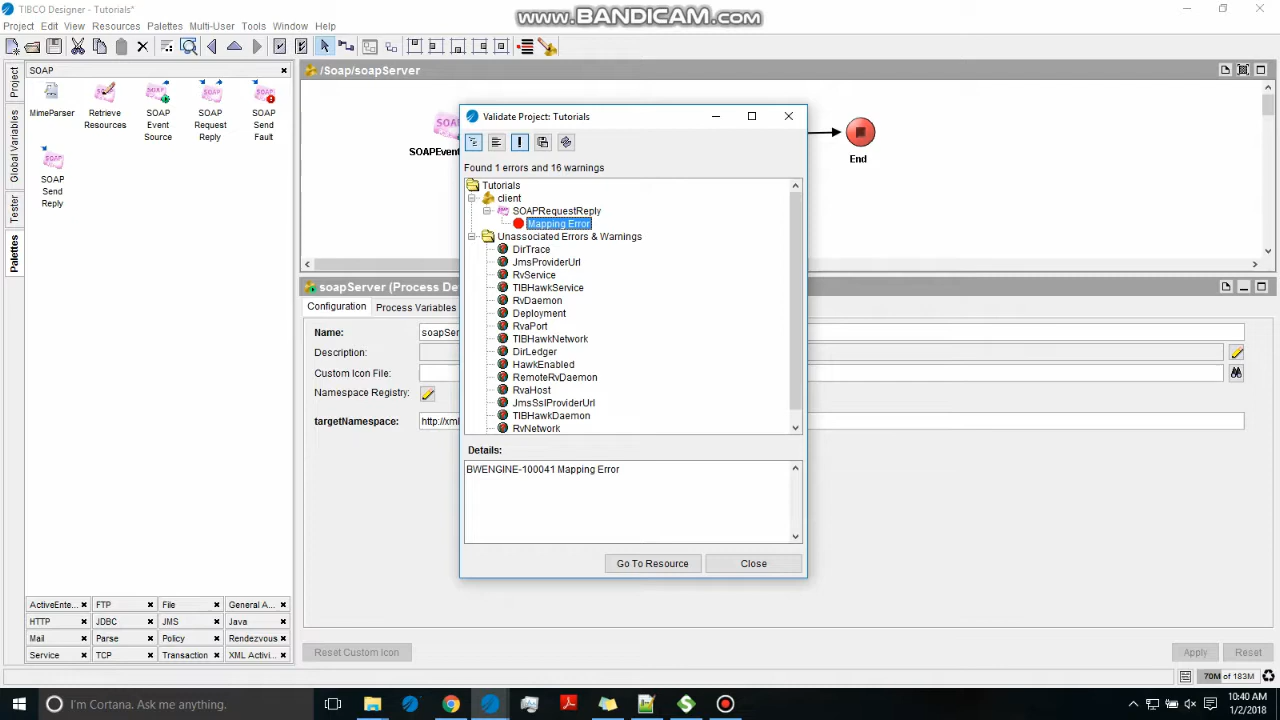 TIBCO Designer - Tutorials*
www.BANDICAM.com
Project Edit View Resources Palettes Multi-User Tools Window Help
SOAP
/Soap/soapServer
MimeParser
Retrieve
Resources
SOAP
Event
Source
SOAP
Request
Reply
SOAP
Send
Fault
SOAP
Send
Reply
Project
Global Variables
Tester
Palettes
SOAPEvent
End
Validate Project: Tutorials
Found 1 errors and 16 warnings
Tutorials
client
SOAPRequestReply
Mapping Error
Unassociated Errors & Warnings
DirTrace
JmsProviderUrl
RvService
TIBHawkService
RvDaemon
Deployment
RvaPort
TIBHawkNetwork
DirLedger
HawkEnabled
RemoteRvDaemon
RvaHost
JmsSslProviderUrl
TIBHawkDaemon
RvNetwork
Details:
BWENGINE-100041 Mapping Error
Go To Resource
Close
soapServer (Process De
Configuration
Process Variables
Name:
soapSer
Description:
Custom Icon File:
Namespace Registry:
targetNamespace:
http://xml
ActiveEnte... FTP File General A...
HTTP JDBC JMS Java
Mail Parse Policy Rendezvous
Service TCP Transaction XML Activi...
Reset Custom Icon
Apply
Reset
70M of 183M
I'm Cortana. Ask me anything.
10:40 AM
1/2/2018